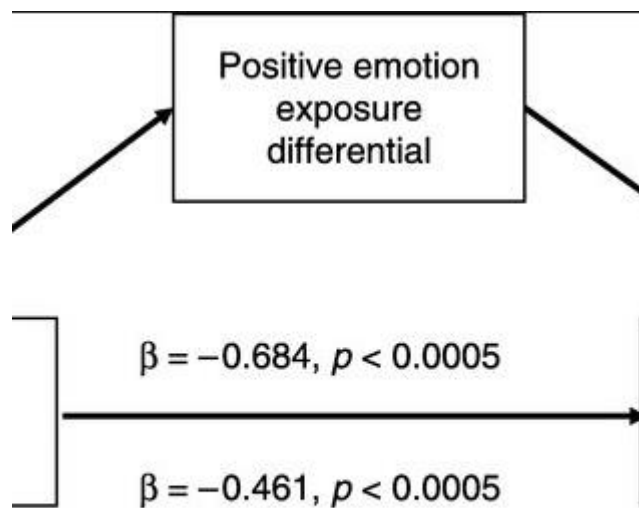 Positive emotion
exposure
differential
β = −0.684, p < 0.0005
β = −0.461, p < 0.0005